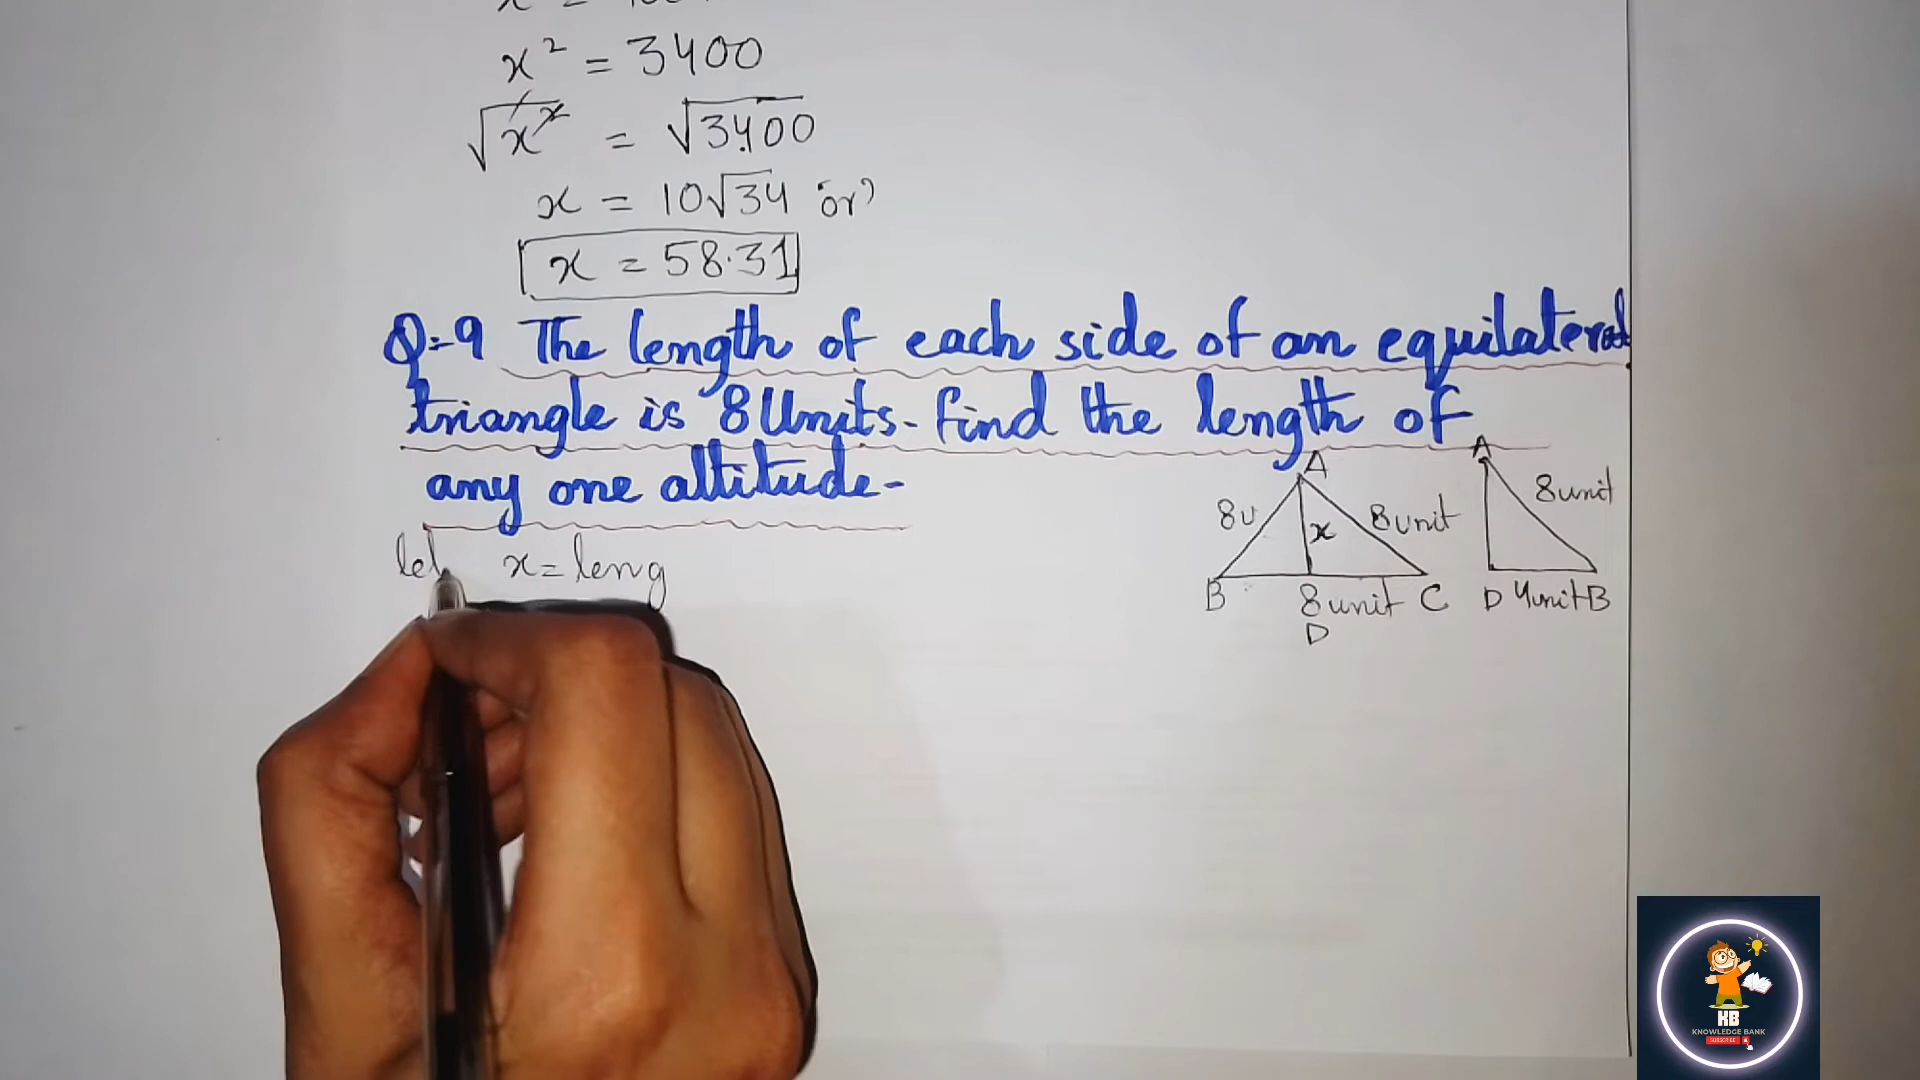 x² = 3400
√x² = √3400
x = 10√34 or
x = 58.31
Q=9 The length of each side of an equilateral
triangle is 8 Units- find the length of
any one altitude-
let x = leng
A
8u
x
8unit
B
8unit
C
D
A
8unit
D 4unit B
KB
KNOWLEDGE BANK
SUBSCRIBE